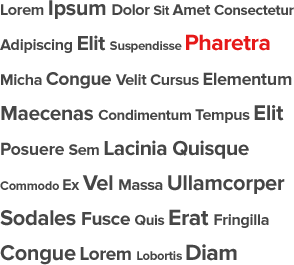 Lorem Ipsum Dolor Sit Amet Consectetur
Adipiscing Elit Suspendisse Pharetra
Micha Congue Velit Cursus Elementum
Maecenas Condimentum Tempus Elit
Posuere Sem Lacinia Quisque
Commodo Ex Vel Massa Ullamcorper
Sodales Fusce Quis Erat Fringilla
Congue Lorem Lobortis Diam